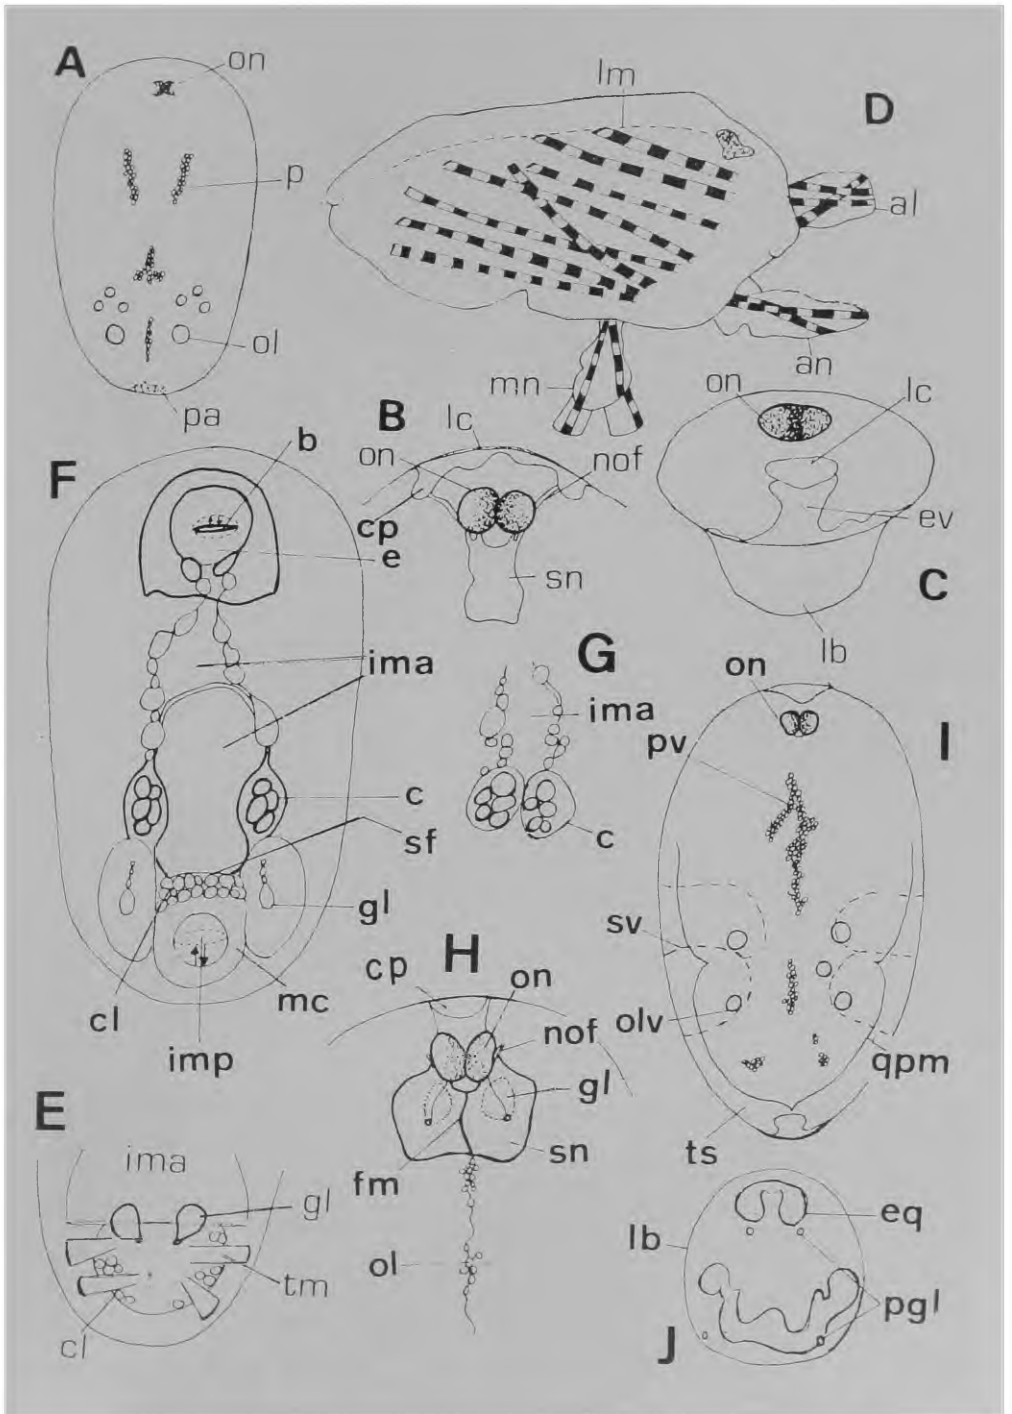 A
on
p
ol
pa
lm
D
al
an
mn
B
lc
on
nof
cp
sn
on
lc
ev
C
lb
F
b
e
ima
c
sf
gl
cl
mc
imp
G
ima
c
on
I
pv
sv
olv
qpm
ts
H
cp
on
nof
gl
sn
fm
ol
E
ima
gl
tm
cl
lb
eq
pgl
J